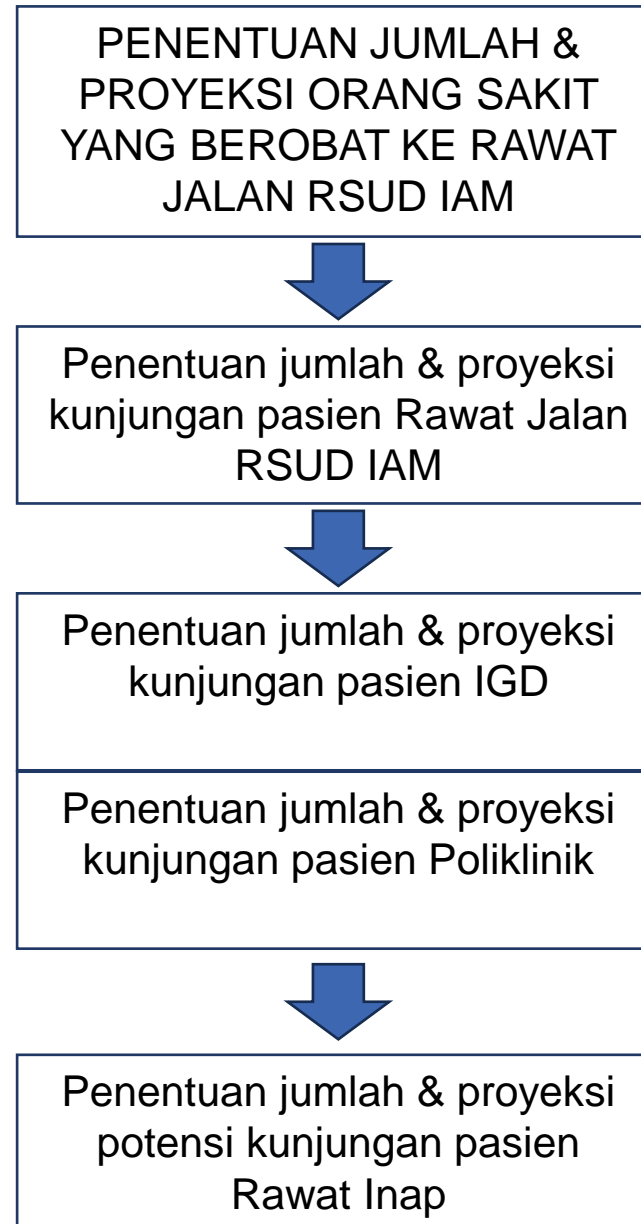 PENENTUAN JUMLAH &
PROYEKSI ORANG SAKIT
YANG BEROBAT KE RAWAT
JALAN RSUD IAM
Penentuan jumlah & proyeksi
kunjungan pasien Rawat Jalan
RSUD IAM
Penentuan jumlah & proyeksi
kunjungan pasien IGD
Penentuan jumlah & proyeksi
kunjungan pasien Poliklinik
Penentuan jumlah & proyeksi
potensi kunjungan pasien
Rawat Inap